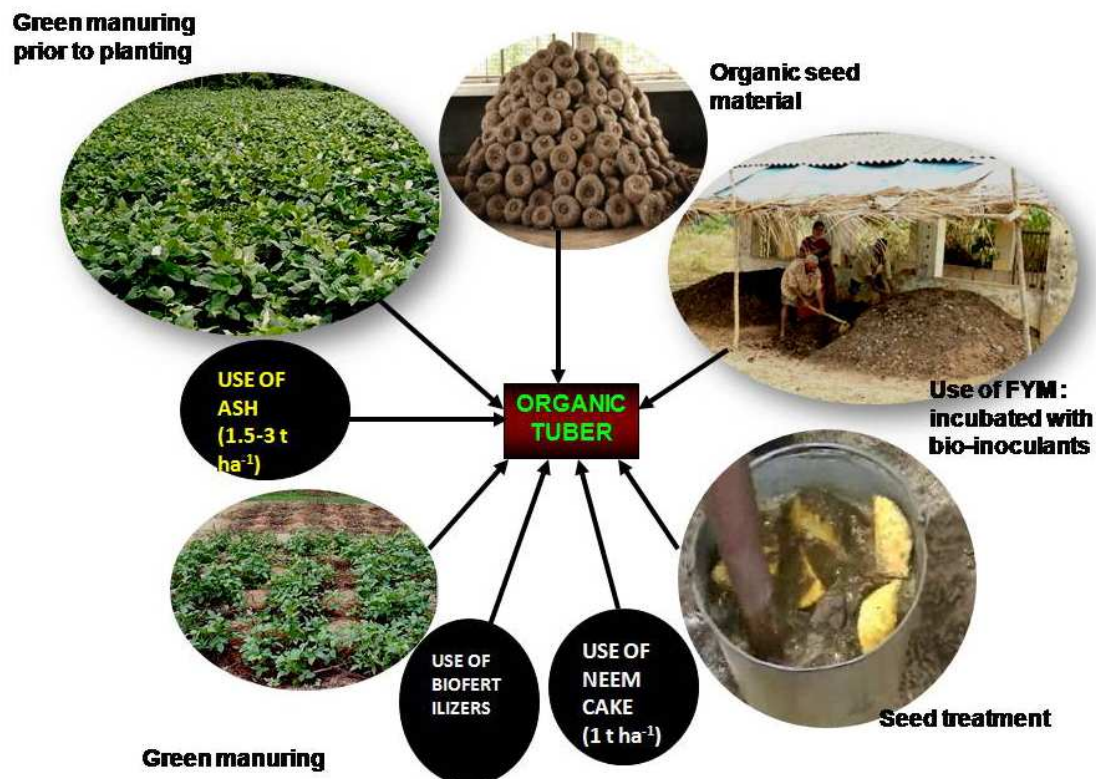 Green manuring
prior to planting
Organic seed
material
Use of FYM :
incubated with
bio-inoculants
USE OF
ASH
(1.5-3 t
ha⁻¹)
ORGANIC
TUBER
USE OF
BIOFERT
ILIZERS
USE OF
NEEM
CAKE
(1 t ha⁻¹)
Seed treatment
Green manuring